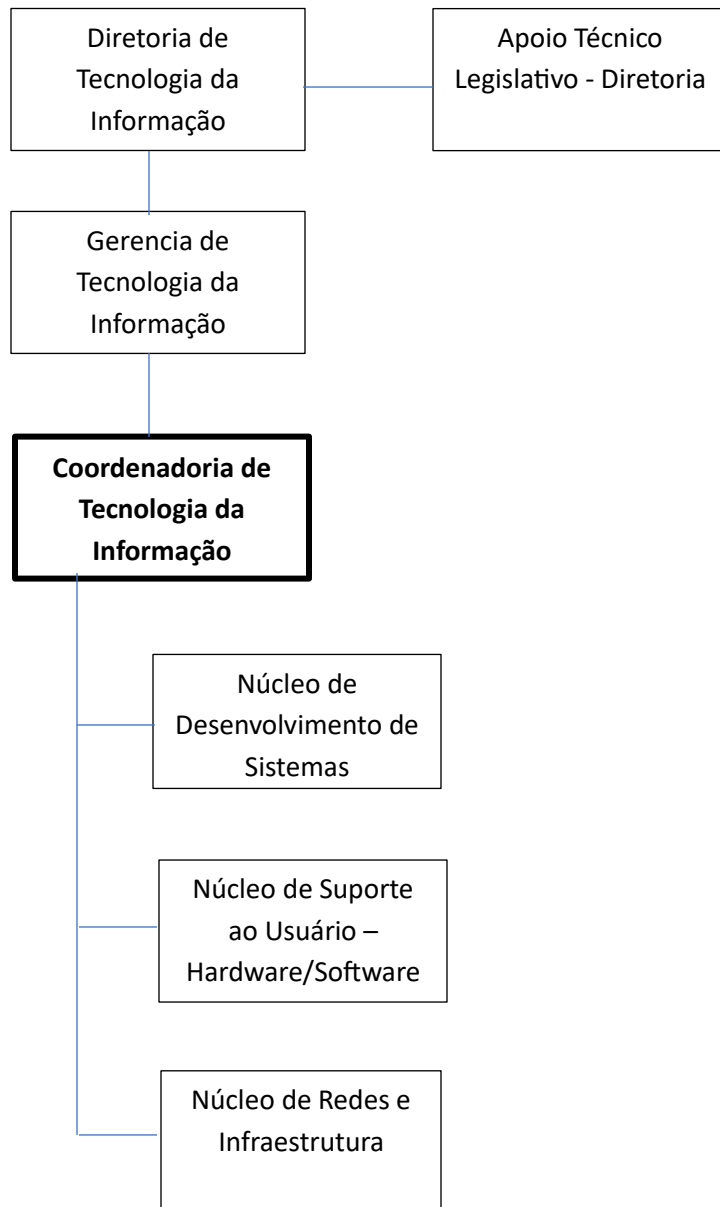 Diretoria de
Tecnologia da
Informação
Apoio Técnico
Legislativo - Diretoria
Gerencia de
Tecnologia da
Informação
Coordenadoria de
Tecnologia da
Informação
Núcleo de
Desenvolvimento de
Sistemas
Núcleo de Suporte
ao Usuário –
Hardware/Software
Núcleo de Redes e
Infraestrutura